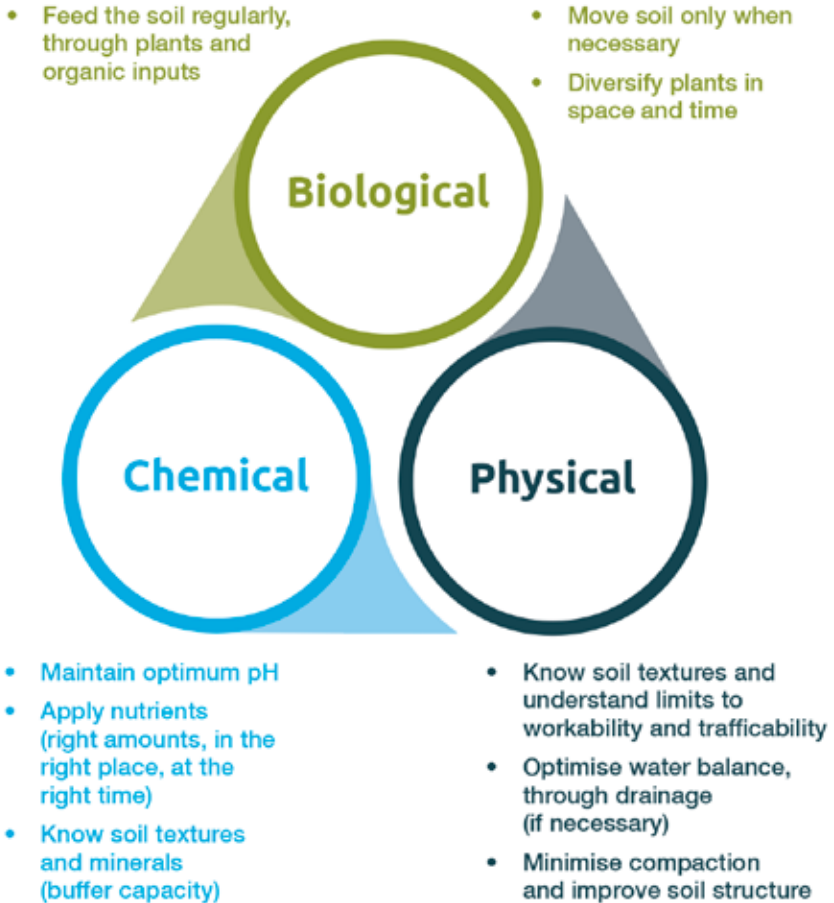 • Feed the soil regularly,
through plants and
organic inputs
• Move soil only when
necessary
• Diversify plants in
space and time
Biological
Chemical
Physical
• Maintain optimum pH
• Apply nutrients
(right amounts, in the
right place, at the
right time)
• Know soil textures
and minerals
(buffer capacity)
• Know soil textures and
understand limits to
workability and trafficability
• Optimise water balance,
through drainage
(if necessary)
• Minimise compaction
and improve soil structure